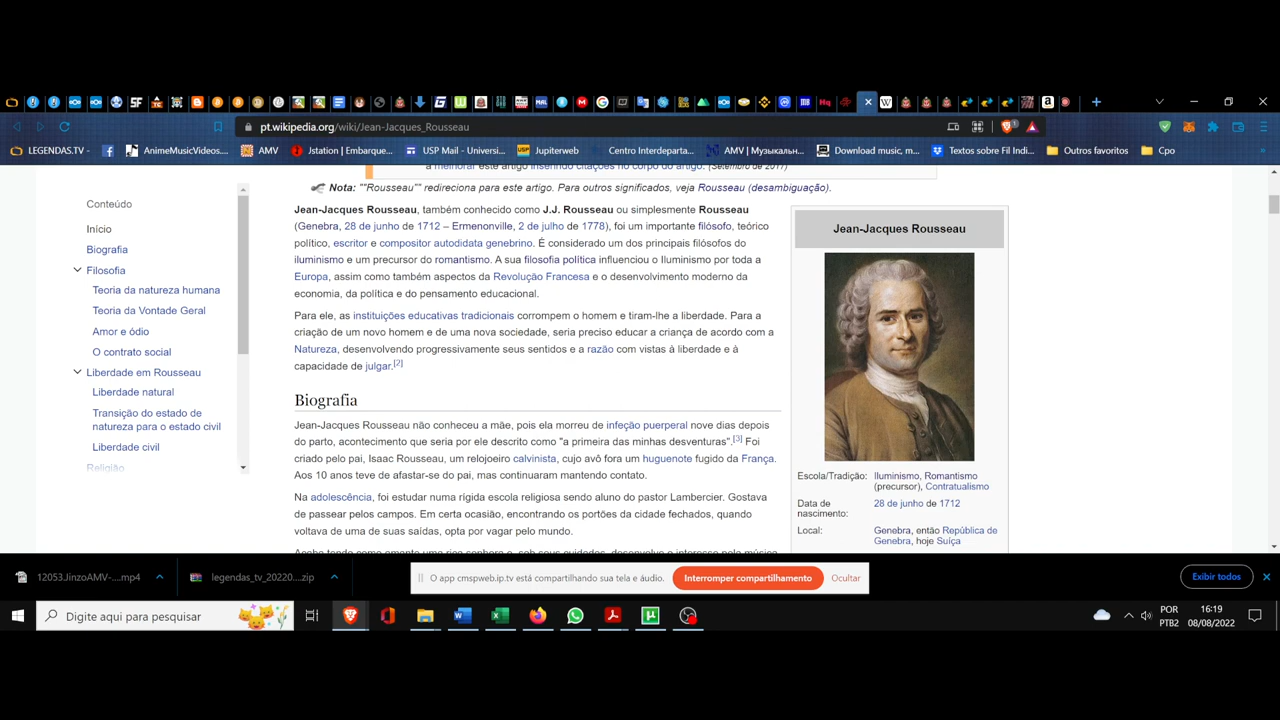 pt.wikipedia.org/wiki/Jean-Jacques_Rousseau
1
LEGENDAS.TV -
AnimeMusicVideos...
AMV
Jstation | Embarque...
USP Mail - Universi...
Jupiterweb
Centro Interdeparta...
AMV | Музыкальн...
Download music, m...
Textos sobre Fil Indi...
Outros favoritos
Cpo
a melhorar este artigo inserindo citações no corpo do artigo. (Setembro de 2017)
Nota: ""Rousseau"" redireciona para este artigo. Para outros significados, veja Rousseau (desambiguação).
Conteúdo
Início
Biografia
Filosofia
Teoria da natureza humana
Teoria da Vontade Geral
Amor e ódio
O contrato social
Liberdade em Rousseau
Liberdade natural
Transição do estado de
natureza para o estado civil
Liberdade civil
Religião
Jean-Jacques Rousseau, também conhecido como J.J. Rousseau ou simplesmente Rousseau
(Genebra, 28 de junho de 1712 – Ermenonville, 2 de julho de 1778), foi um importante filósofo, teórico
político, escritor e compositor autodidata genebrino. É considerado um dos principais filósofos do
iluminismo e um precursor do romantismo. A sua filosofia política influenciou o Iluminismo por toda a
Europa, assim como também aspectos da Revolução Francesa e o desenvolvimento moderno da
economia, da política e do pensamento educacional.
Para ele, as instituições educativas tradicionais corrompem o homem e tiram-lhe a liberdade. Para a
criação de um novo homem e de uma nova sociedade, seria preciso educar a criança de acordo com a
Natureza, desenvolvendo progressivamente seus sentidos e a razão com vistas à liberdade e à
capacidade de julgar.[2]
Biografia
Jean-Jacques Rousseau não conheceu a mãe, pois ela morreu de infeção puerperal nove dias depois
do parto, acontecimento que seria por ele descrito como "a primeira das minhas desventuras".[3] Foi
criado pelo pai, Isaac Rousseau, um relojoeiro calvinista, cujo avô fora um huguenote fugido da França.
Aos 10 anos teve de afastar-se do pai, mas continuaram mantendo contato.
Na adolescência, foi estudar numa rígida escola religiosa sendo aluno do pastor Lambercier. Gostava
de passear pelos campos. Em certa ocasião, encontrando os portões da cidade fechados, quando
voltava de uma de suas saídas, opta por vagar pelo mundo.
Jean-Jacques Rousseau
Escola/Tradição: Iluminismo, Romantismo
(precursor), Contratualismo
Data de 28 de junho de 1712
nascimento:
Local: Genebra, então República de
Genebra, hoje Suíça
12053.JinzoAMV-....mp4
legendas_tv_20220....zip
O app cmspweb.ip.tv está compartilhando sua tela e áudio.
Interromper compartilhamento
Ocultar
Exibir todos
Digite aqui para pesquisar
POR
PTB2
16:19
08/08/2022